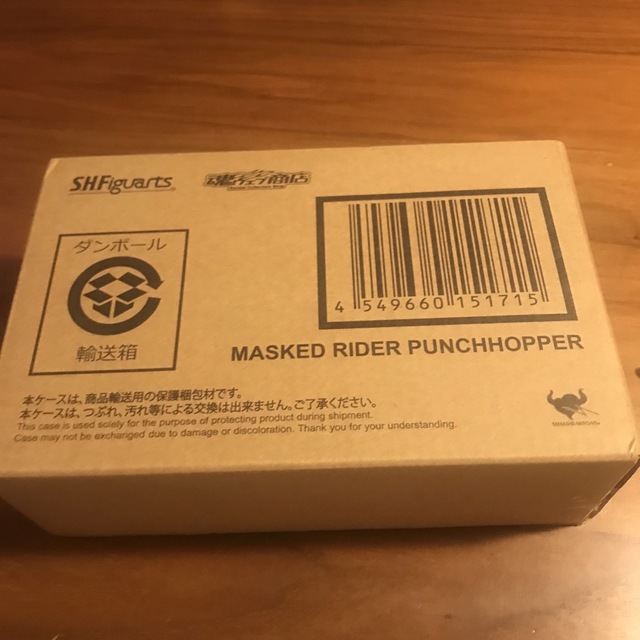 S.H.Figuarts
魂ウェブ商店
ダンボール
輸送箱
4 549660 151715
MASKED RIDER PUNCHHOPPER
本ケースは、商品輸送用の保護梱包材です。
本ケースは、つぶれ、汚れ等による交換は出来ません。ご了承ください。
This case is used solely for the purpose of protecting product during shipment.
Case may not be exchanged due to damage or discoloration. Thank you for your understanding.
TAMASHII NATIONS